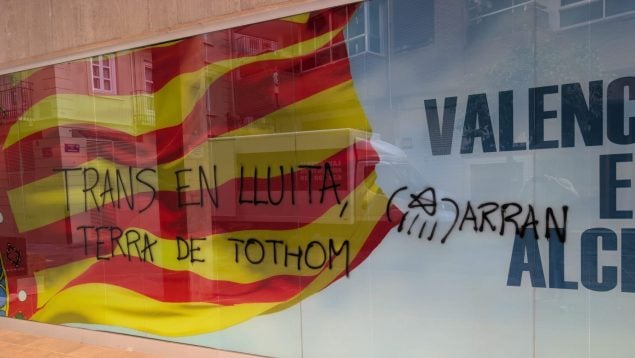 TRANS EN LLUITA,
TERRA DE TOTHOM
ARRAN
VALENC
E
ALC